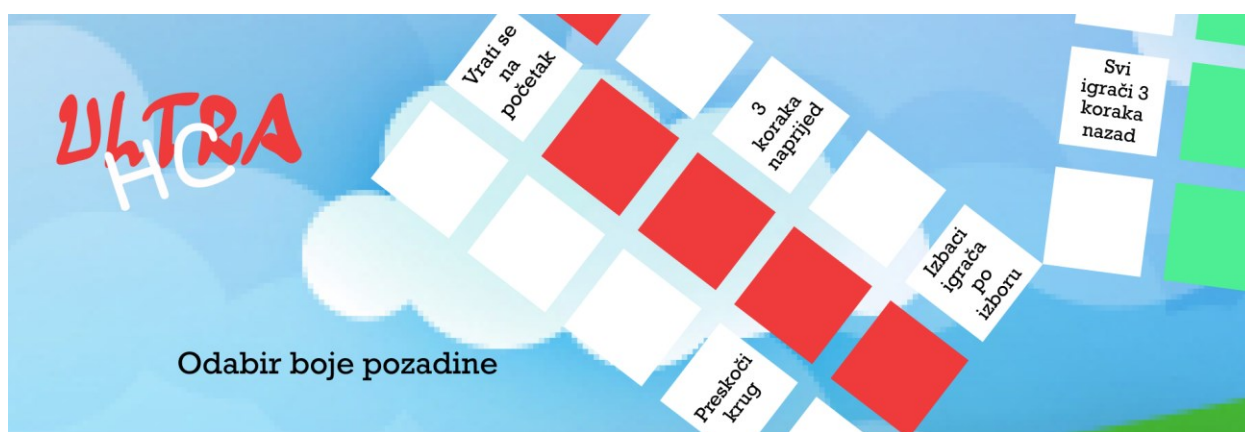 ULTRA
HC
Vrati se
na
početak
3
koraka
naprijed
Svi
igrači 3
koraka
nazad
Izbaci
igrača
po
izboru
Preskoči
krug
Odabir boje pozadine